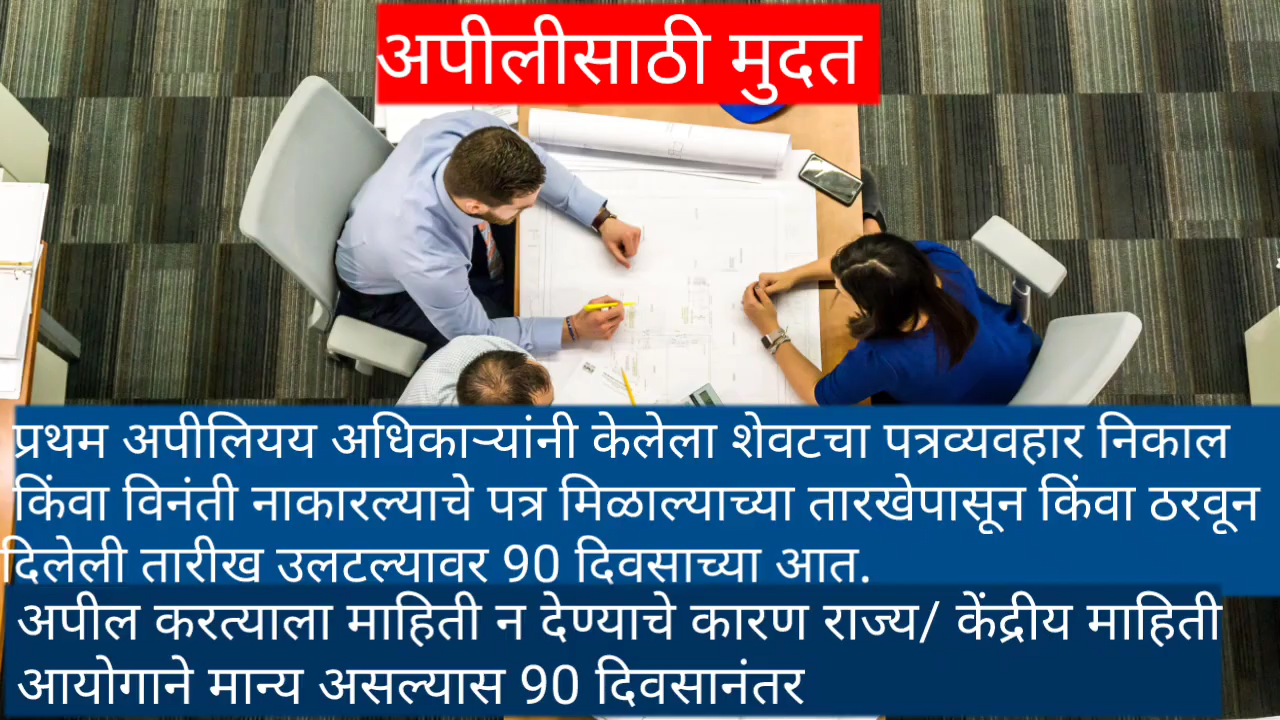 अपीलीसाठी मुदत
प्रथम अपीलियय अधिकाऱ्यांनी केलेला शेवटचा पत्रव्यवहार निकाल
किंवा विनंती नाकारल्याचे पत्र मिळाल्याच्या तारखेपासून किंवा ठरवून
दिलेली तारीख उलटल्यावर 90 दिवसाच्या आत.
अपील करत्याला माहिती न देण्याचे कारण राज्य/ केंद्रीय माहिती
आयोगाने मान्य असल्यास 90 दिवसानंतर